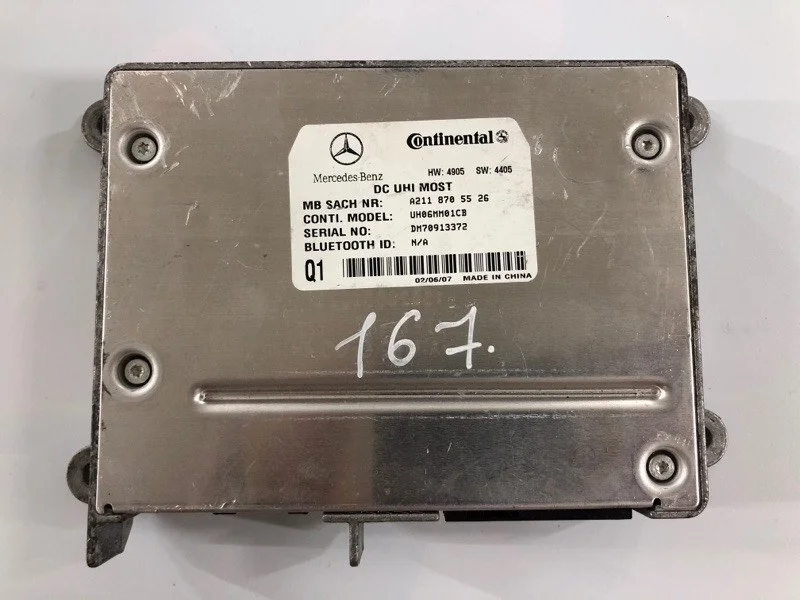 Continental
Mercedes-Benz
HW: 4905 SW: 4405
DC UHI MOST
MB SACH NR: A211 870 55 26
CONTI. MODEL: UH06MM01CB
SERIAL NO: DM70913372
BLUETOOTH ID: N/A
Q1
02/06/07 MADE IN CHINA
167.